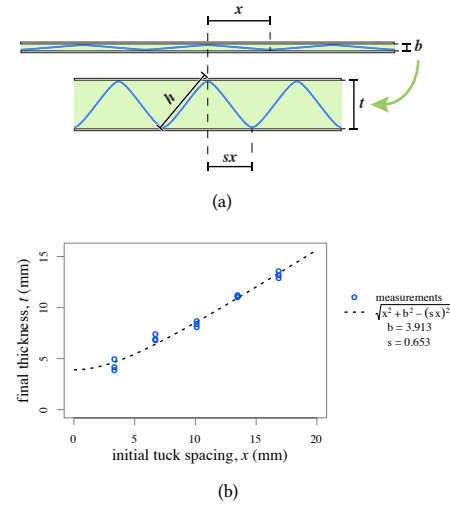 x
b
h
t
sx
(a)
final thickness, t (mm)
15
10
5
0
0 5 10 15 20
initial tuck spacing, x (mm)
measurements
√x² + b² − (s x)²
b = 3.913
s = 0.653
(b)